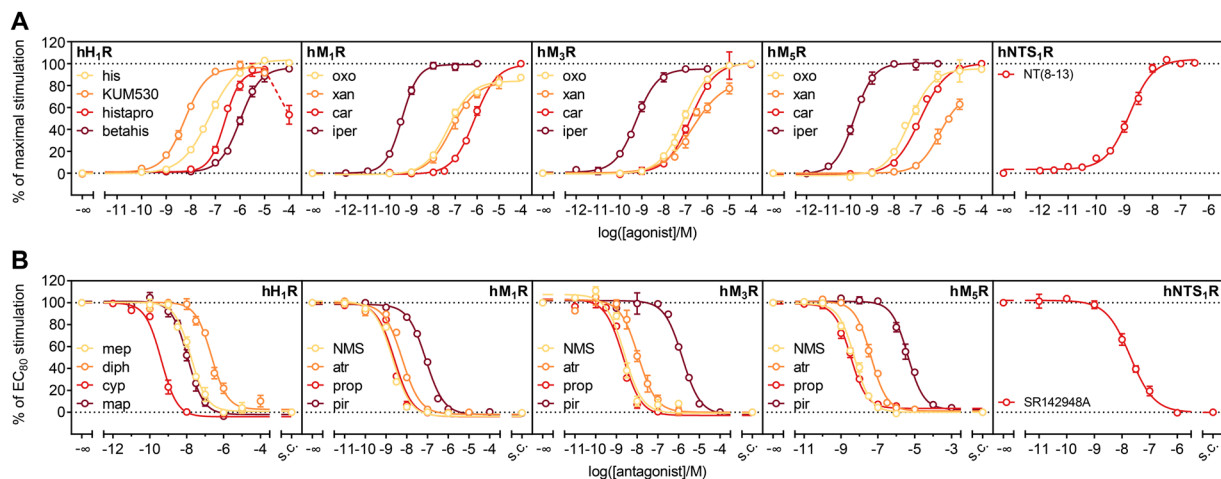 A
% of maximal stimulation
120
100
80
60
40
20
0
hH1R
his
KUM530
histapro
betahis
-∞ -11 -10 -9 -8 -7 -6 -5 -4
hM1R
oxo
xan
car
iper
-∞ -12 -11 -10 -9 -8 -7 -6 -5 -4
hM3R
oxo
xan
car
iper
-∞ -12 -11 -10 -9 -8 -7 -6 -5 -4
hM5R
oxo
xan
car
iper
-∞ -12 -11 -10 -9 -8 -7 -6 -5 -4
hNTS1R
NT(8-13)
-∞ -12 -11 -10 -9 -8 -7 -6
log([agonist]/M)
B
% of EC80 stimulation
120
100
80
60
40
20
0
hH1R
mep
diph
cyp
map
-∞ -12 -10 -8 -6 -4 s.c.
hM1R
NMS
atr
prop
pir
-∞ -12 -11 -10 -9 -8 -7 -6 -5 -4 s.c.
hM3R
NMS
atr
prop
pir
-∞ -12 -10 -8 -6 -4 s.c.
hM5R
NMS
atr
prop
pir
-∞ -11 -9 -7 -5 -3 s.c.
hNTS1R
SR142948A
-∞ -11 -10 -9 -8 -7 -6 s.c.
log([antagonist]/M)